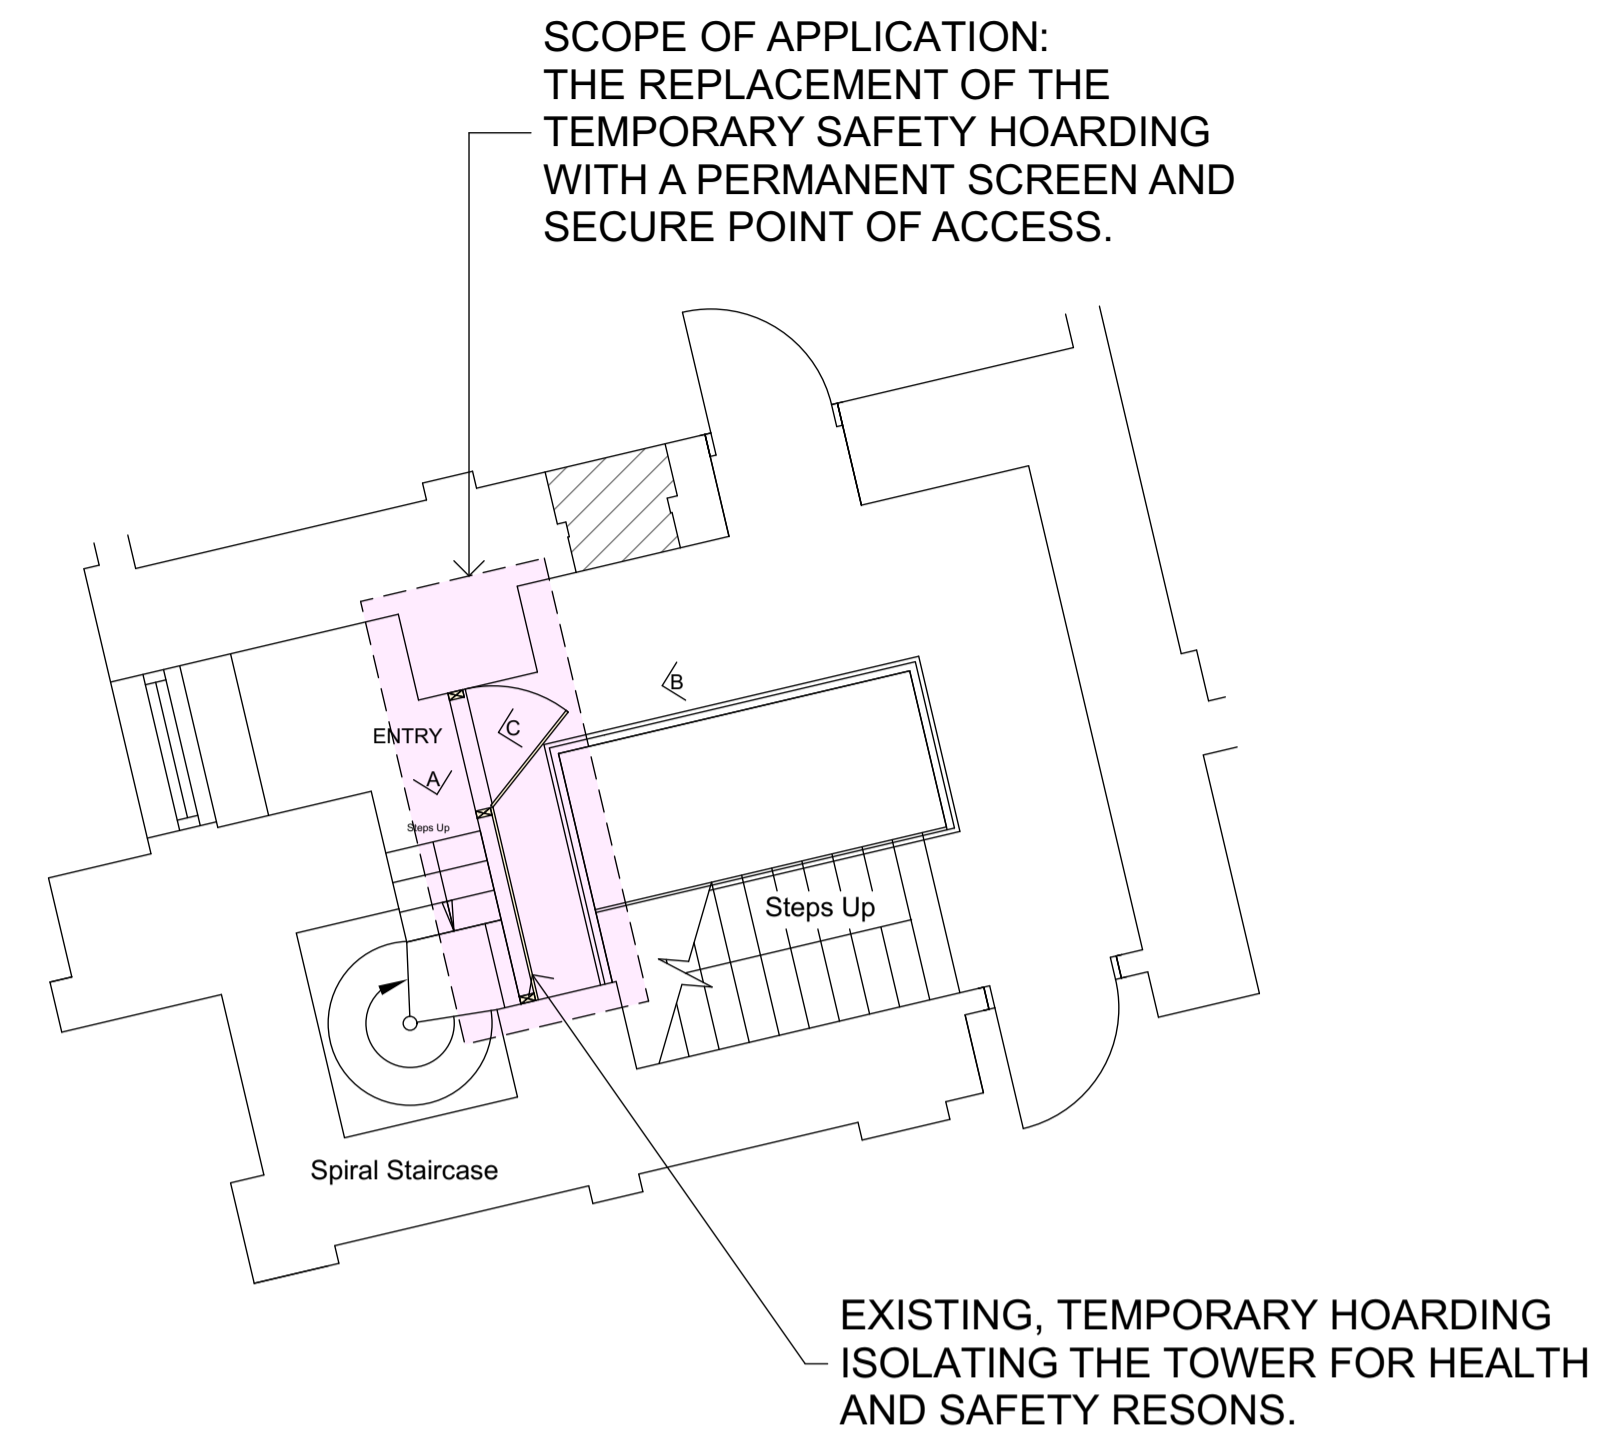 SCOPE OF APPLICATION:
THE REPLACEMENT OF THE
TEMPORARY SAFETY HOARDING
WITH A PERMANENT SCREEN AND
SECURE POINT OF ACCESS.
B
C
ENTRY
A
Steps Up
Steps Up
Spiral Staircase
EXISTING, TEMPORARY HOARDING
ISOLATING THE TOWER FOR HEALTH
AND SAFETY RESONS.